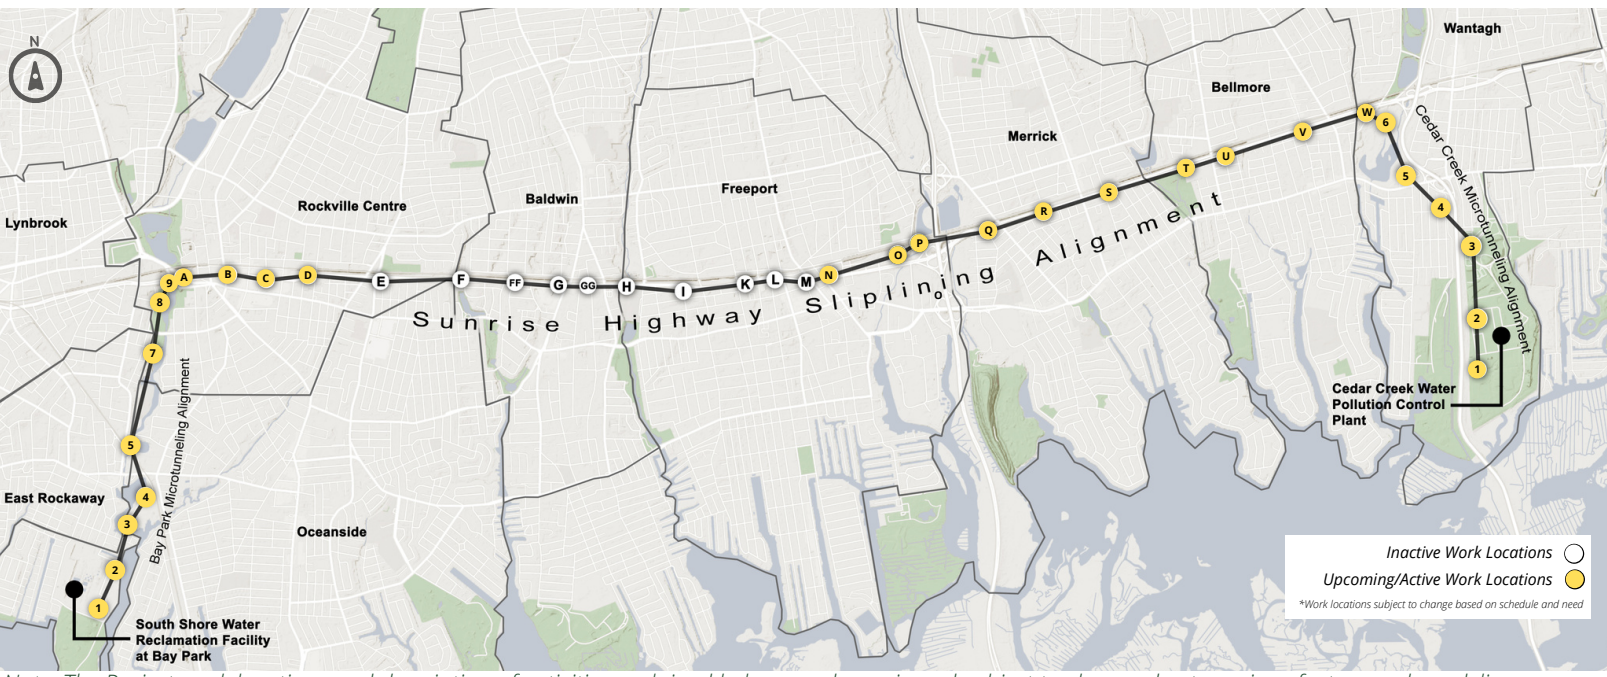 N
Wantagh
Bellmore
Merrick
Freeport
Baldwin
Rockville Centre
Lynbrook
East Rockaway
Oceanside
9
A
B
C
D
E
F
FF
G
GG
H
I
K
L
M
N
O
P
Q
R
S
T
U
V
W
6
5
4
3
2
1
8
7
5
4
3
2
1
Sunrise Highway Sliplining Alignment
o
Cedar Creek Microtunneling Alignment
Bay Park Microtunneling Alignment
Cedar Creek Water
Pollution Control
Plant
South Shore Water
Reclamation Facility
at Bay Park
Inactive Work Locations
Upcoming/Active Work Locations
*Work locations subject to change based on schedule and need